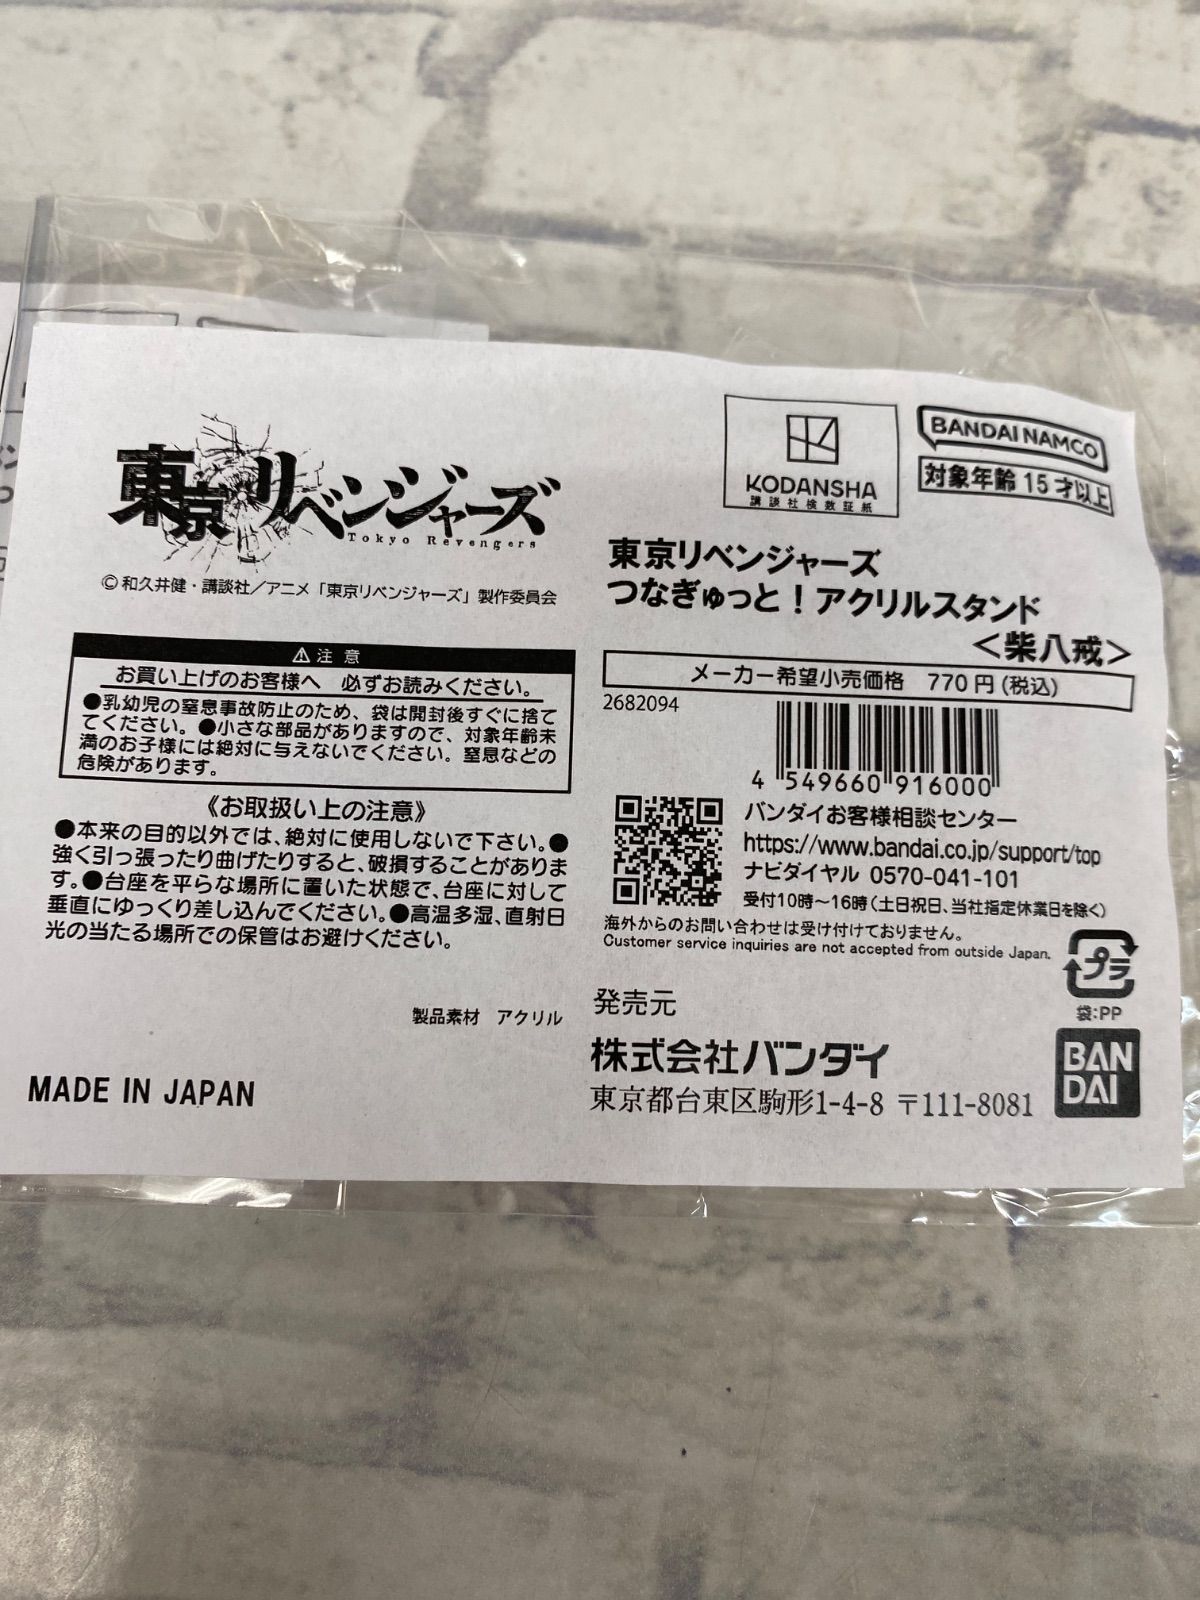 東京リベンジャーズ
Tokyo Revengers
©和久井健・講談社／アニメ「東京リベンジャーズ」製作委員会
⚠注意
お買い上げのお客様へ 必ずお読みください。
●乳幼児の窒息事故防止のため、袋は開封後すぐに捨て
てください。●小さな部品がありますので、対象年齢未
満のお子様には絶対に与えないでください。窒息などの
危険があります。
《お取扱い上の注意》
●本来の目的以外では、絶対に使用しないで下さい。●
強く引っ張ったり曲げたりすると、破損することがありま
す。●台座を平らな場所に置いた状態で、台座に対して
垂直にゆっくり差し込んでください。●高温多湿、直射日
光の当たる場所での保管はお避けください。
製品素材 アクリル
MADE IN JAPAN
KODANSHA
講談社検数証紙
BANDAI NAMCO
対象年齢15才以上
東京リベンジャーズ
つなぎゅっと！アクリルスタンド
＜柴八戒＞
メーカー希望小売価格 770円(税込)
2682094
4 549660 916000
バンダイお客様相談センター
https://www.bandai.co.jp/support/top
ナビダイヤル 0570-041-101
受付10時～16時（土日祝日、当社指定休業日を除く）
海外からのお問い合わせは受け付けておりません。
Customer service inquiries are not accepted from outside Japan.
プラ
袋:PP
発売元
株式会社バンダイ
東京都台東区駒形1-4-8 〒111-8081
BAN
DAI